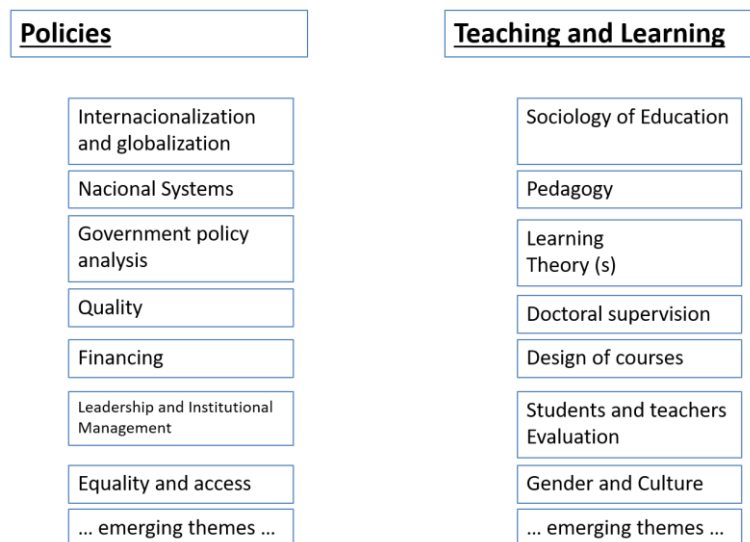 Policies
Internacionalization
and globalization
Nacional Systems
Government policy
analysis
Quality
Financing
Leadership and Institutional
Management
Equality and access
... emerging themes ...
Teaching and Learning
Sociology of Education
Pedagogy
Learning
Theory (s)
Doctoral supervision
Design of courses
Students and teachers
Evaluation
Gender and Culture
... emerging themes ...